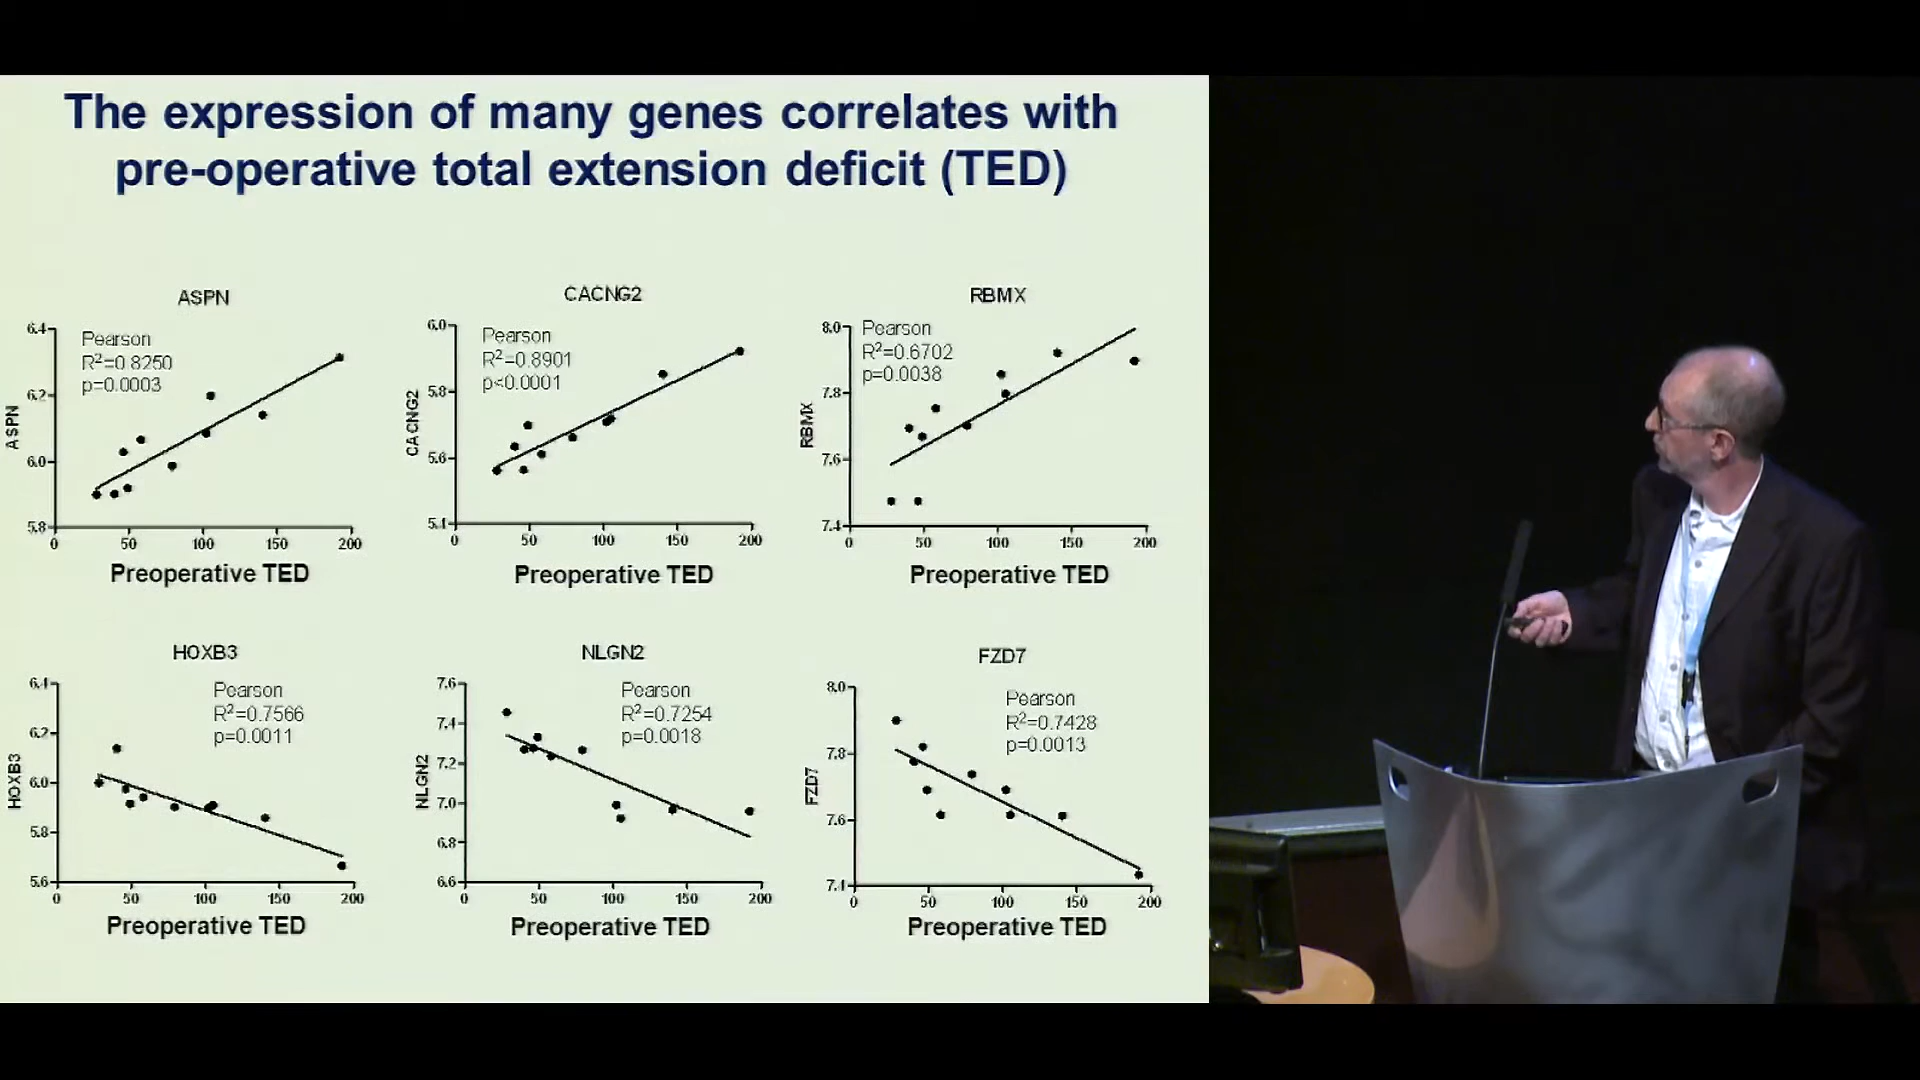 The expression of many genes correlates with
pre-operative total extension deficit (TED)
ASPN
Pearson
R²=0.8250
p=0.0003
ASPN
6.4
6.2
6.0
5.8
0 50 100 150 200
Preoperative TED
CACNG2
Pearson
R²=0.8901
p<0.0001
CACNG2
6.0
5.8
5.6
5.4
0 50 100 150 200
Preoperative TED
RBMX
Pearson
R²=0.6702
p=0.0038
RBMX
8.0
7.8
7.6
7.4
0 50 100 150 200
Preoperative TED
HOXB3
Pearson
R²=0.7566
p=0.0011
HOXB3
6.4
6.2
6.0
5.8
5.6
0 50 100 150 200
Preoperative TED
NLGN2
Pearson
R²=0.7254
p=0.0018
NLGN2
7.6
7.4
7.2
7.0
6.8
6.6
0 50 100 150 200
Preoperative TED
FZD7
Pearson
R²=0.7428
p=0.0013
FZD7
8.0
7.8
7.6
7.4
0 50 100 150 200
Preoperative TED